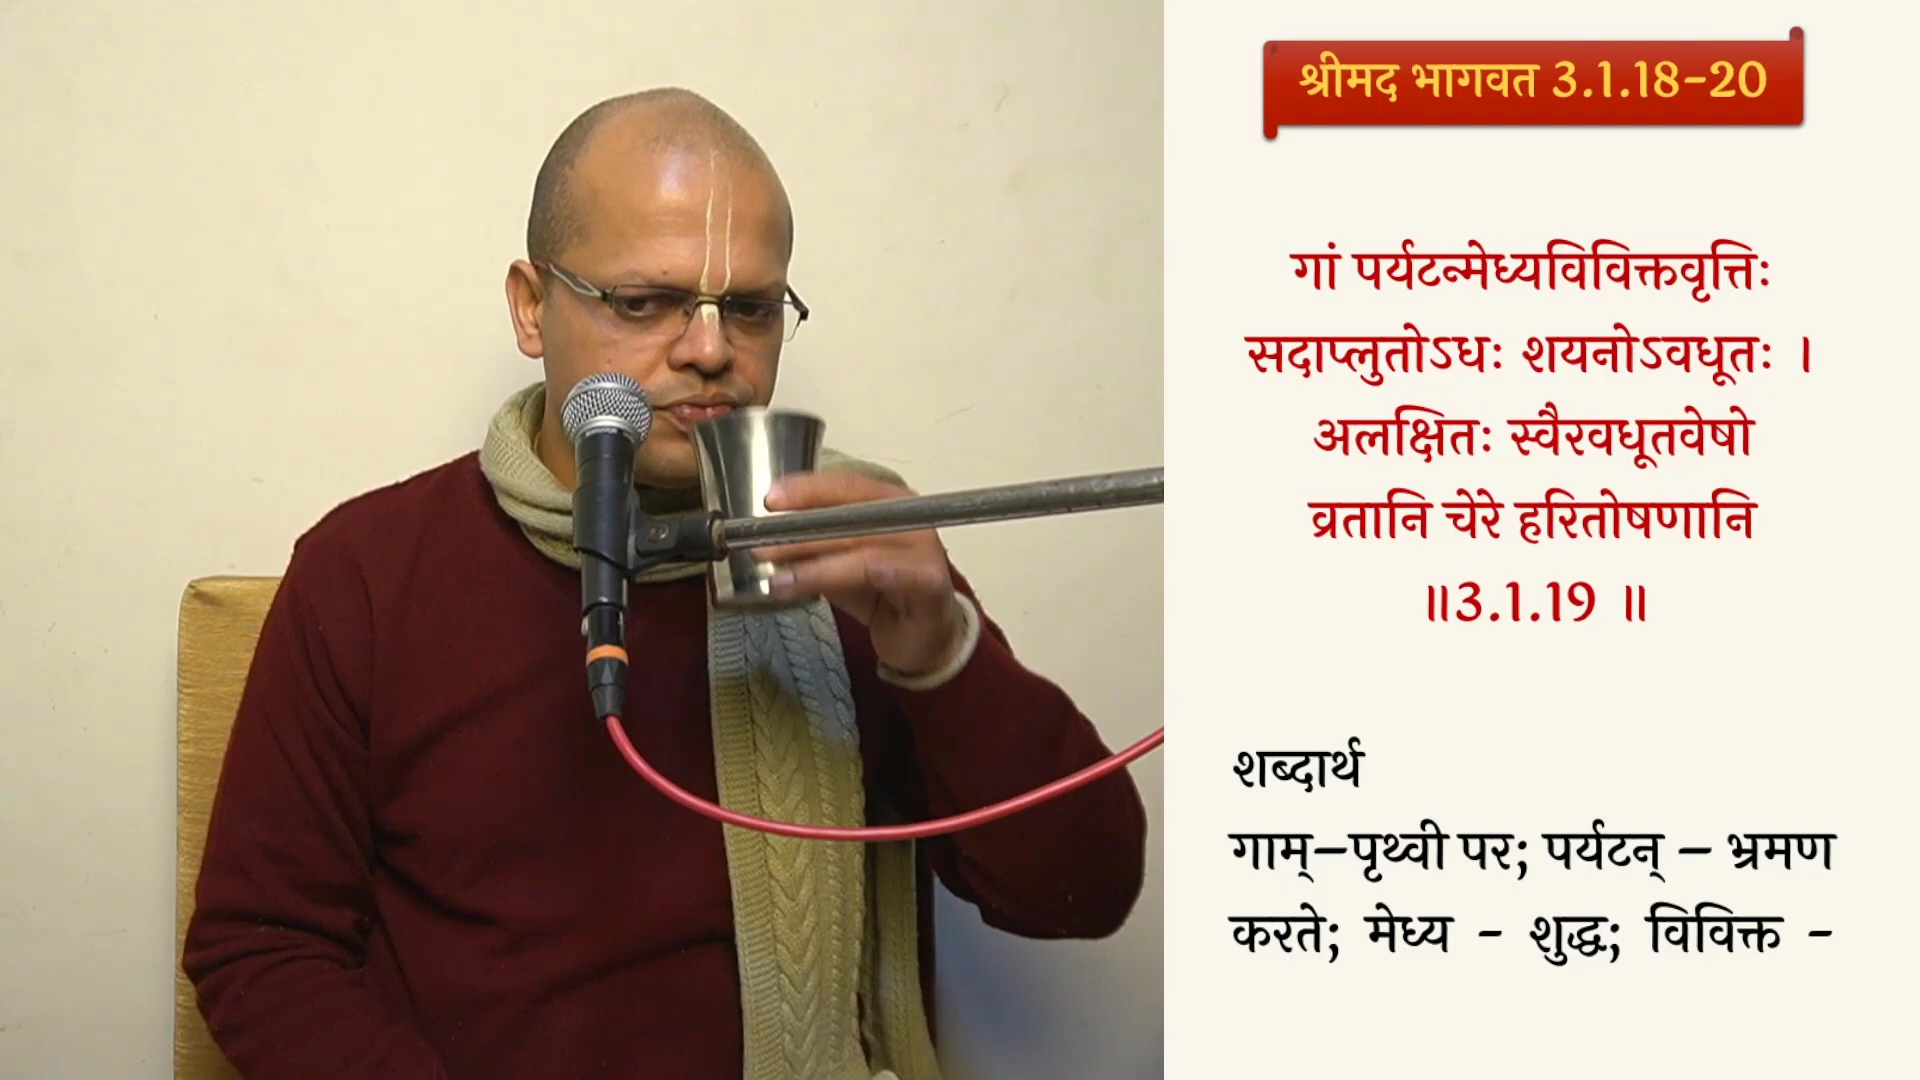 श्रीमद भागवत 3.1.18-20
गां पर्यटन्मेध्यविविक्तवृत्तिः
सदाप्लुतोऽधः शयनोऽवधूतः ।
अलक्षितः स्वैरवधूतवेषो
व्रतानि चेरे हरितोषणानि
॥3.1.19 ॥
शब्दार्थ
गाम्–पृथ्वी पर; पर्यटन् – भ्रमण
करते; मेध्य - शुद्ध; विविक्त -